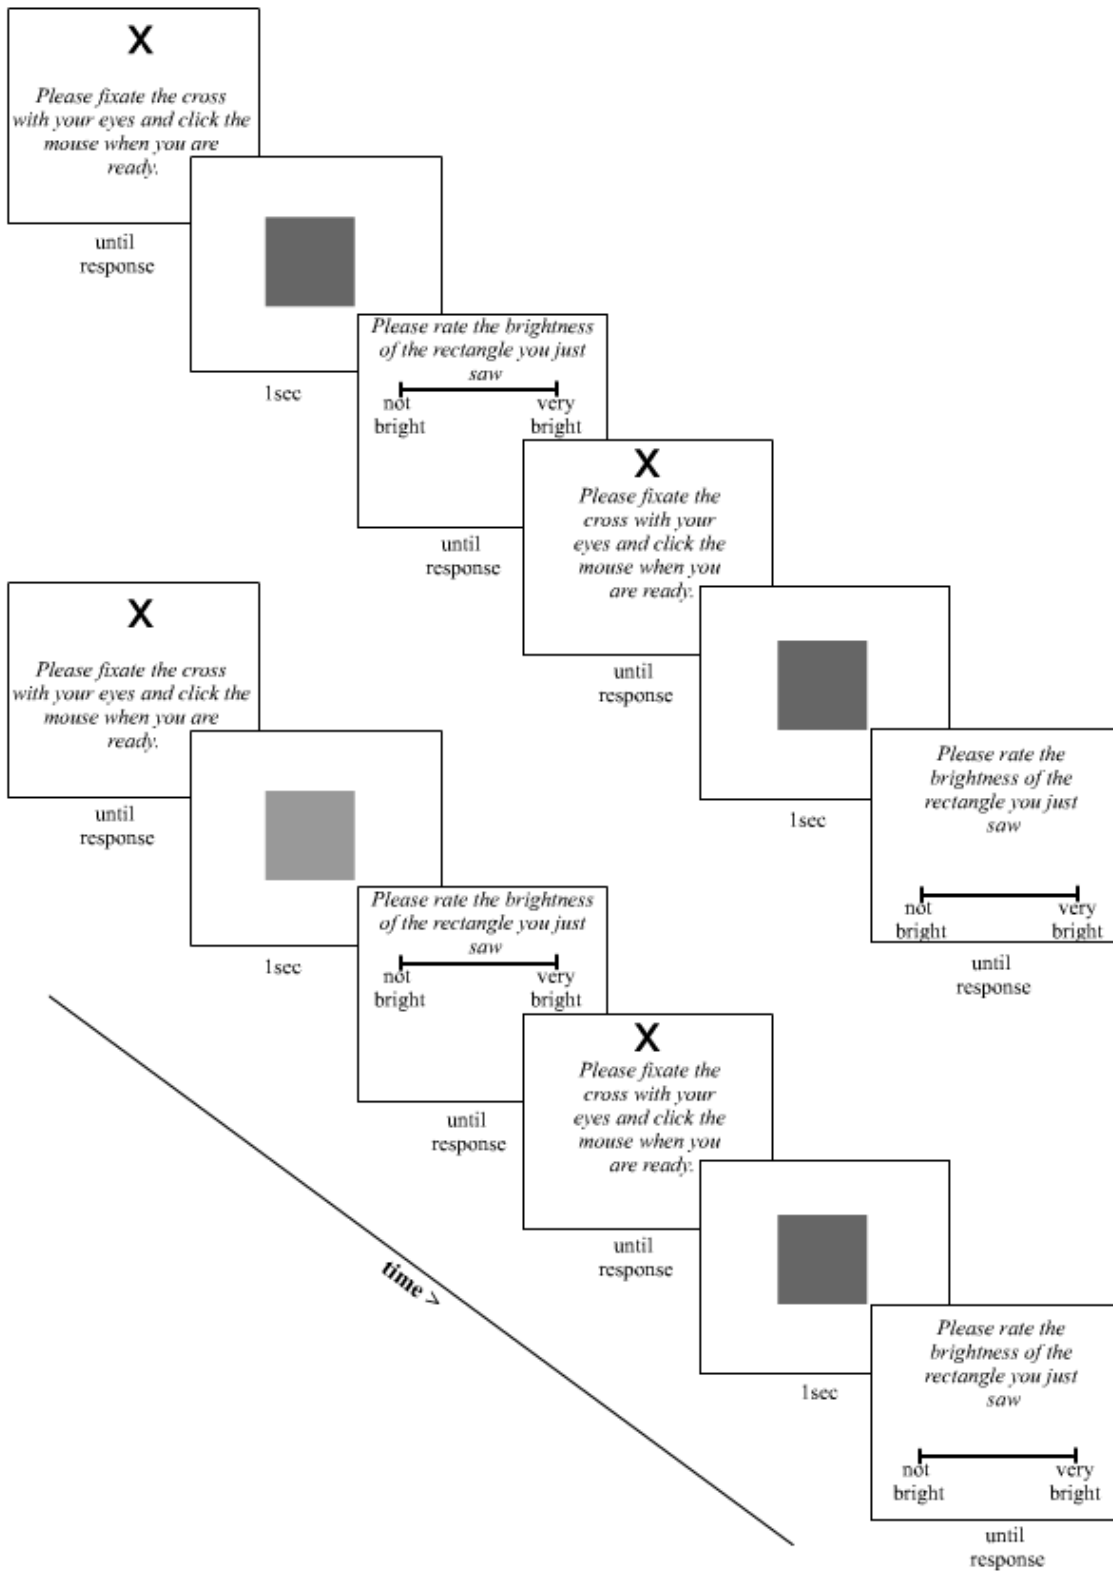 X
Please fixate the cross
with your eyes and click the
mouse when you are
ready.
until
response
1sec
Please rate the brightness
of the rectangle you just
saw
not
bright
very
bright
until
response
X
Please fixate the
cross with your
eyes and click the
mouse when you
are ready.
until
response
1sec
Please rate the
brightness of the
rectangle you just
saw
not
bright
very
bright
until
response
X
Please fixate the cross
with your eyes and click the
mouse when you are
ready.
until
response
1sec
Please rate the brightness
of the rectangle you just
saw
not
bright
very
bright
until
response
X
Please fixate the
cross with your
eyes and click the
mouse when you
are ready.
until
response
1sec
Please rate the
brightness of the
rectangle you just
saw
not
bright
very
bright
until
response
time >